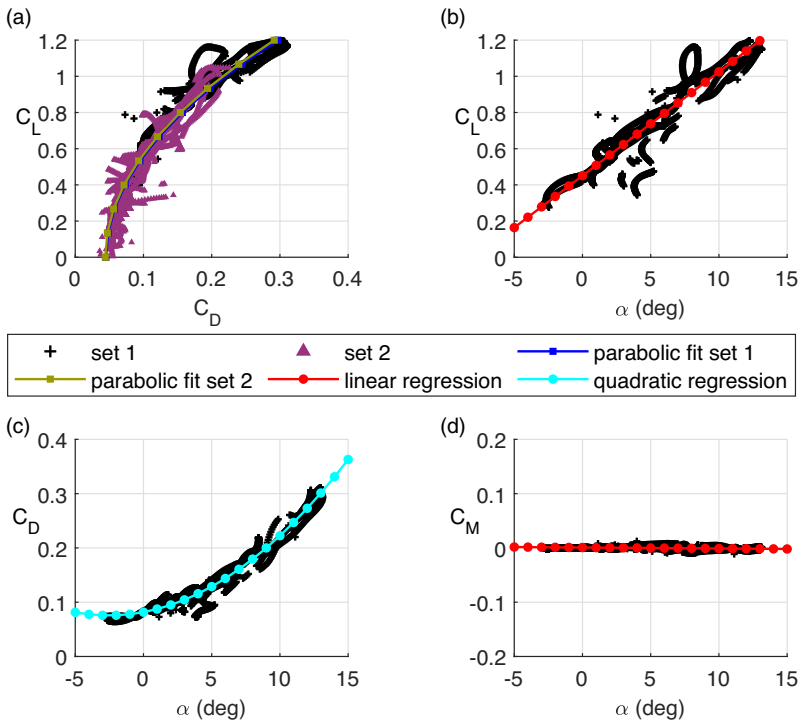 (a)
(b)
1.2
1
0.8
0.6
0.4
0.2
0
C_L
0
0.1
0.2
0.3
0.4
C_D
1.2
1
0.8
0.6
0.4
0.2
0
C_L
-5
0
5
10
15
α (deg)
set 1
set 2
parabolic fit set 1
parabolic fit set 2
linear regression
quadratic regression
(c)
(d)
0.4
0.3
0.2
0.1
0
C_D
-5
0
5
10
15
α (deg)
0.2
0.1
0
-0.1
-0.2
C_M
-5
0
5
10
15
α (deg)